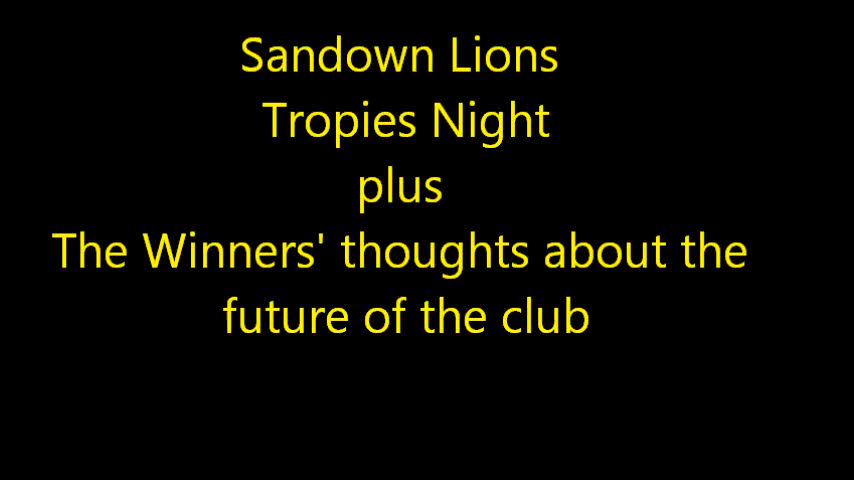 Sandown Lions
Tropies Night
plus
The Winners' thoughts about the
future of the club